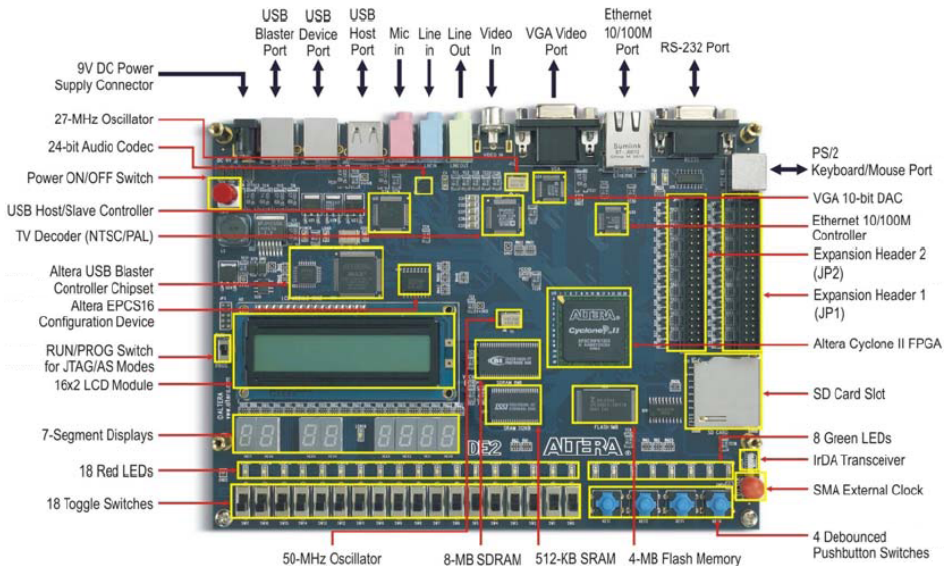 USB
Blaster
Port
USB
Device
Port
USB
Host
Port
Mic
in
Line
in
Line
Out
Video
In
VGA Video
Port
Ethernet
10/100M
Port
RS-232 Port
9V DC Power
Supply Connector
27-MHz Oscillator
24-bit Audio Codec
Power ON/OFF Switch
USB Host/Slave Controller
TV Decoder (NTSC/PAL)
Altera USB Blaster
Controller Chipset
Altera EPCS16
Configuration Device
RUN/PROG Switch
for JTAG/AS Modes
16x2 LCD Module
7-Segment Displays
18 Red LEDs
18 Toggle Switches
50-MHz Oscillator
8-MB SDRAM
512-KB SRAM
4-MB Flash Memory
PS/2
Keyboard/Mouse Port
VGA 10-bit DAC
Ethernet 10/100M
Controller
Expansion Header 2
(JP2)
Expansion Header 1
(JP1)
Altera Cyclone II FPGA
SD Card Slot
8 Green LEDs
IrDA Transceiver
SMA External Clock
4 Debounced
Pushbutton Switches
ALTERA
Cyclone II
DE2
ALTERA